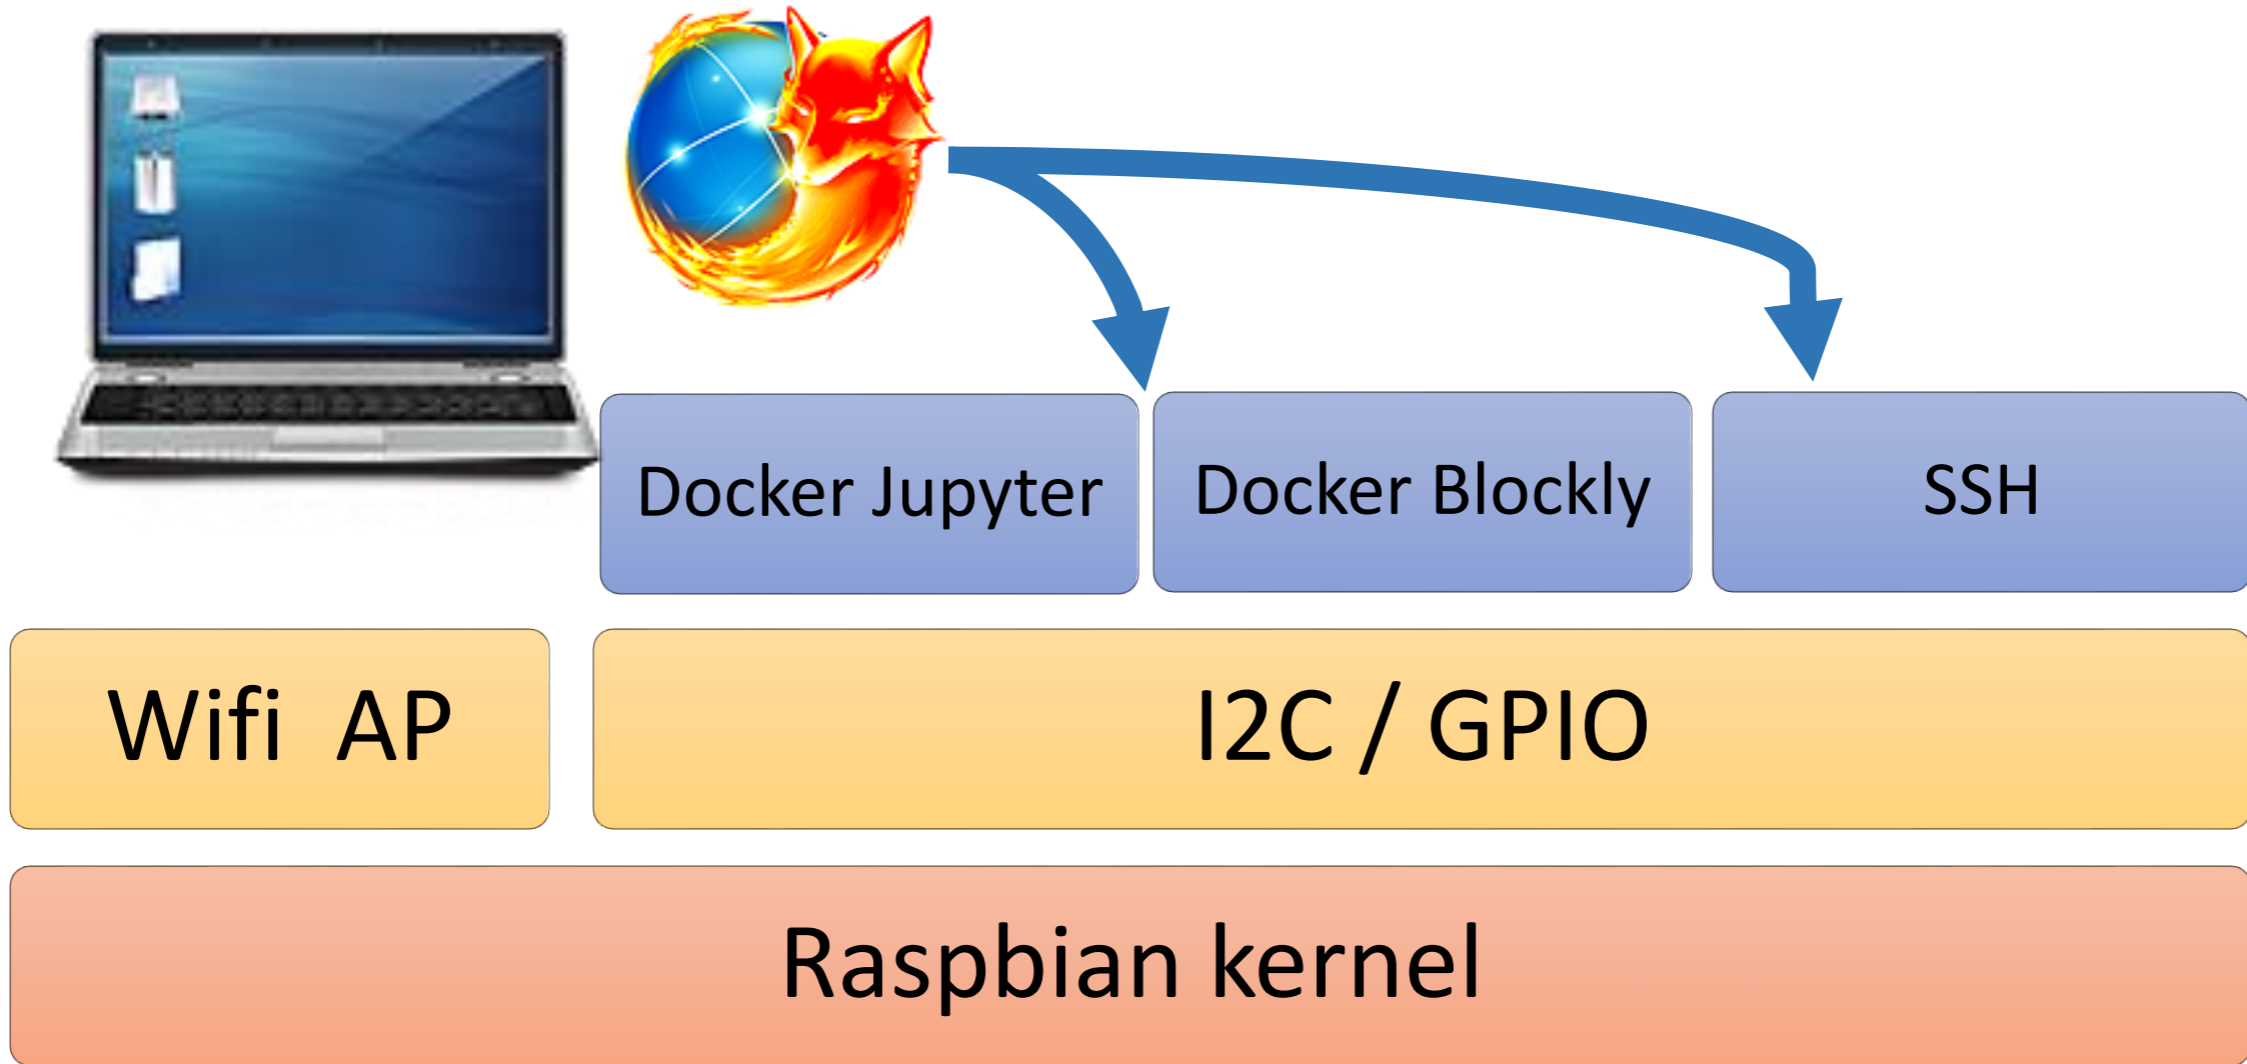 Docker Jupyter
Docker Blockly
SSH
Wifi AP
I2C / GPIO
Raspbian kernel